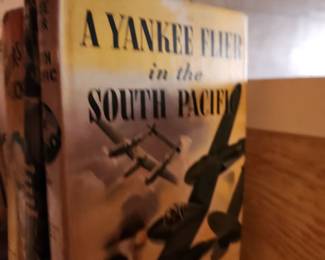 A YANKEE FLIER
in the
SOUTH PACIFIC